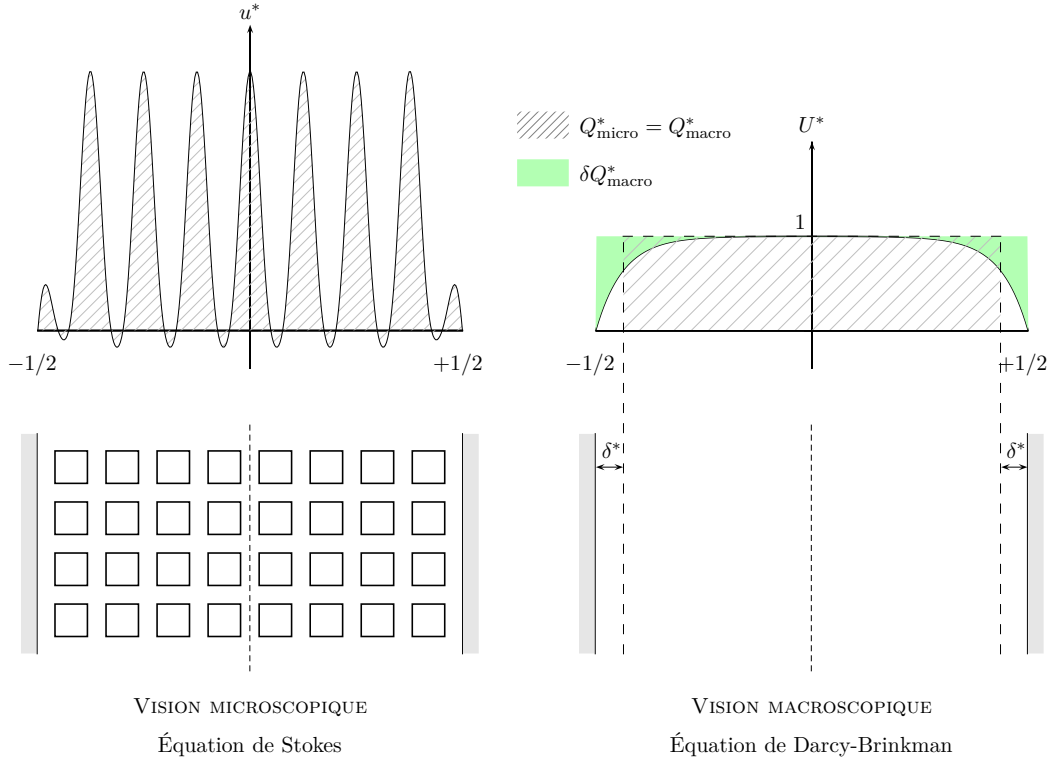 u*
−1/2
+1/2
Q*micro = Q*macro
δQ*macro
U*
1
−1/2
+1/2
δ*
δ*
Vision microscopique
Équation de Stokes
Vision macroscopique
Équation de Darcy-Brinkman